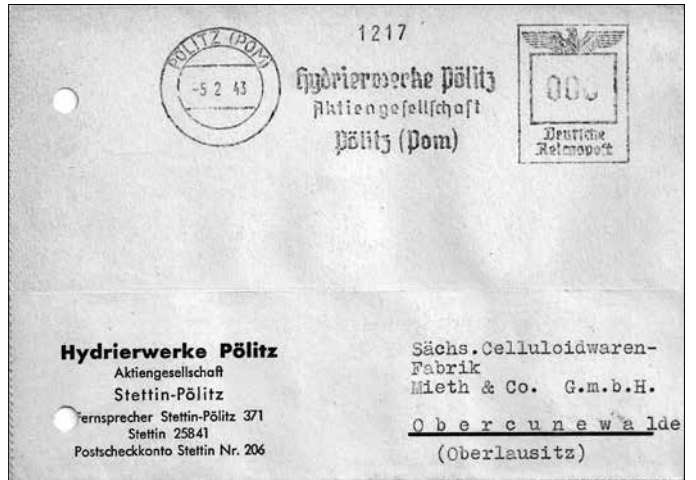 1217
PÖLITZ (POM)
-5 2 43
Hydrierwerke Pölitz
Aktiengesellschaft
Pölitz (Pom)
Deutsche
Reichspost
Hydrierwerke Pölitz
Aktiengesellschaft
Stettin-Pölitz
Fernsprecher Stettin-Pölitz 371
Stettin 25841
Postscheckkonto Stettin Nr. 206
Sächs.Celluloidwaren-
Fabrik
Mieth & Co. G.m.b.H.
Obercunewalde
(Oberlausitz)